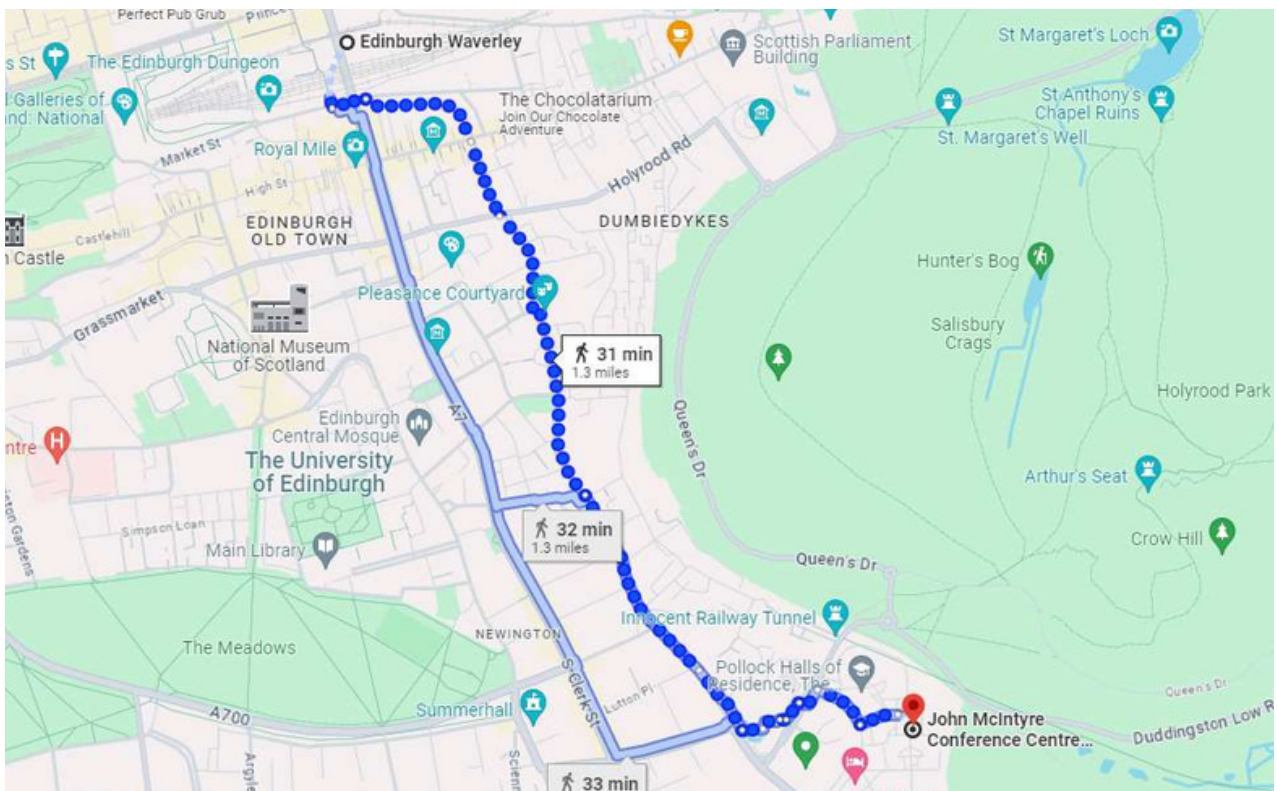 Perfect Pub Grub
Edinburgh Waverley
s St
The Edinburgh Dungeon
Scottish Parliament
Building
St Margaret's Loch
l Galleries of
nd: National
The Chocolatarium
Join Our Chocolate
Adventure
St Anthony's
Chapel Ruins
St. Margaret's Well
Market St
Royal Mile
High St
Holyrood Rd
EDINBURGH
OLD TOWN
DUMBIEDYKES
Castlehill
n Castle
Hunter's Bog
Pleasance Courtyard
Grassmarket
National Museum
of Scotland
Salisbury
Crags
31 min
1.3 miles
Holyrood Park
Queen's Dr
A7
Edinburgh
Central Mosque
ntre
H
The University
of Edinburgh
Arthur's Seat
Simpson Loan
Main Library
32 min
1.3 miles
Crow Hill
Queen's Dr
Innocent Railway Tunnel
NEWINGTON
The Meadows
Pollock Halls of
Residence, The
S Clerk St
Lutton Pl
Queen's Dr
Summerhall
A700
John McIntyre
Conference Centre...
Duddingston Low R
33 min